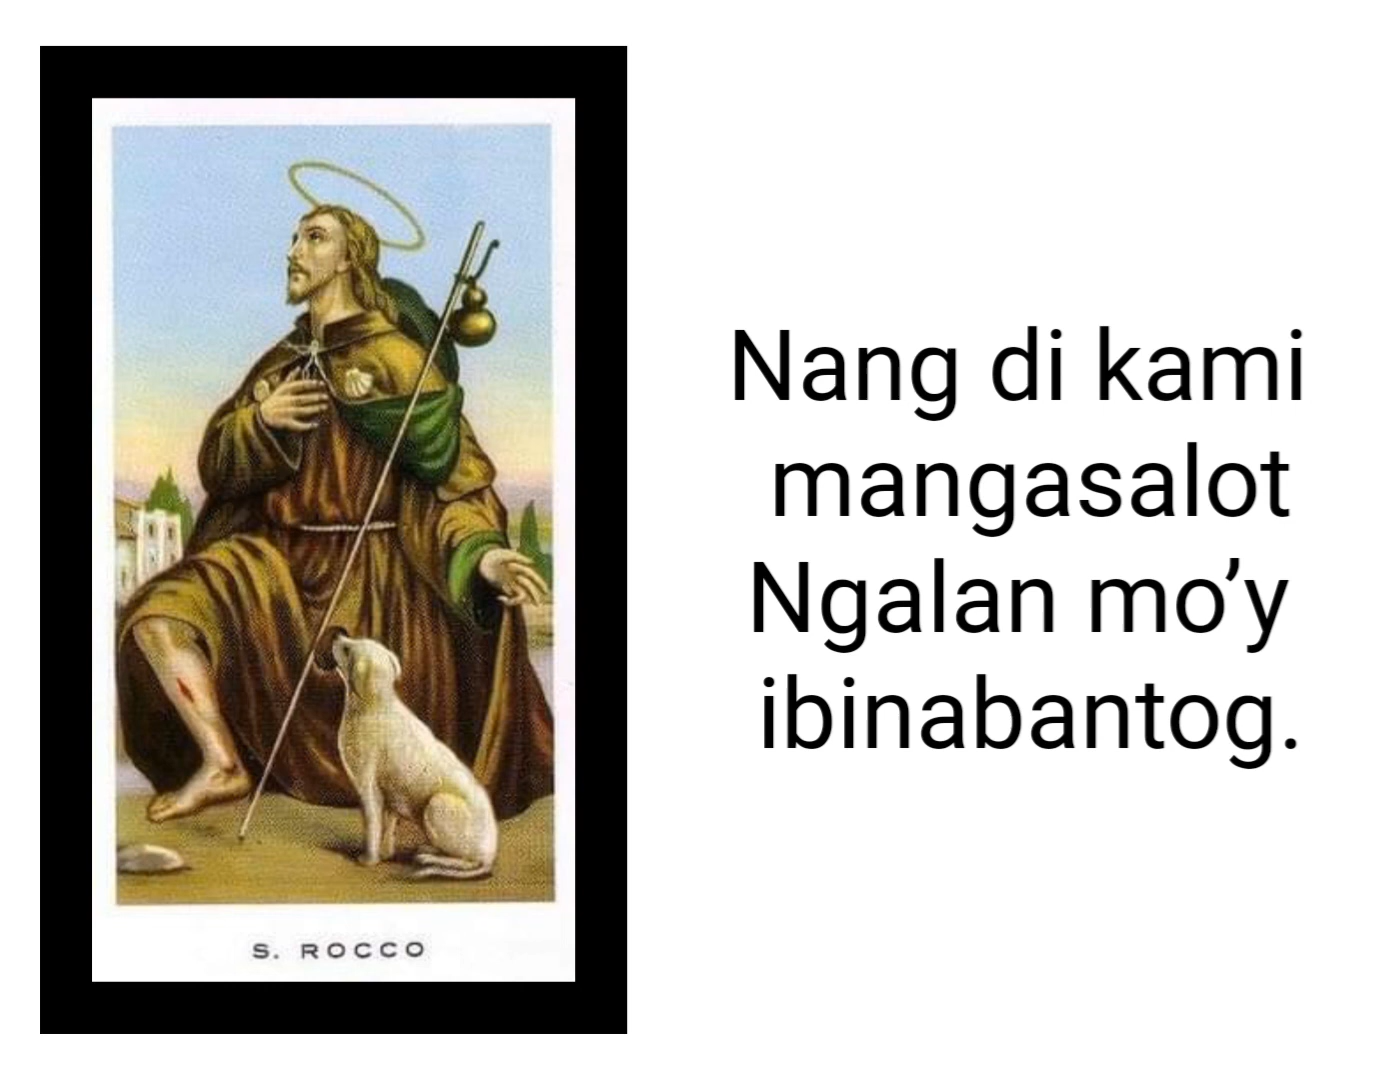 S. ROCCO
Nang di kami
mangasalot
Ngalan mo’y
ibinabantog.